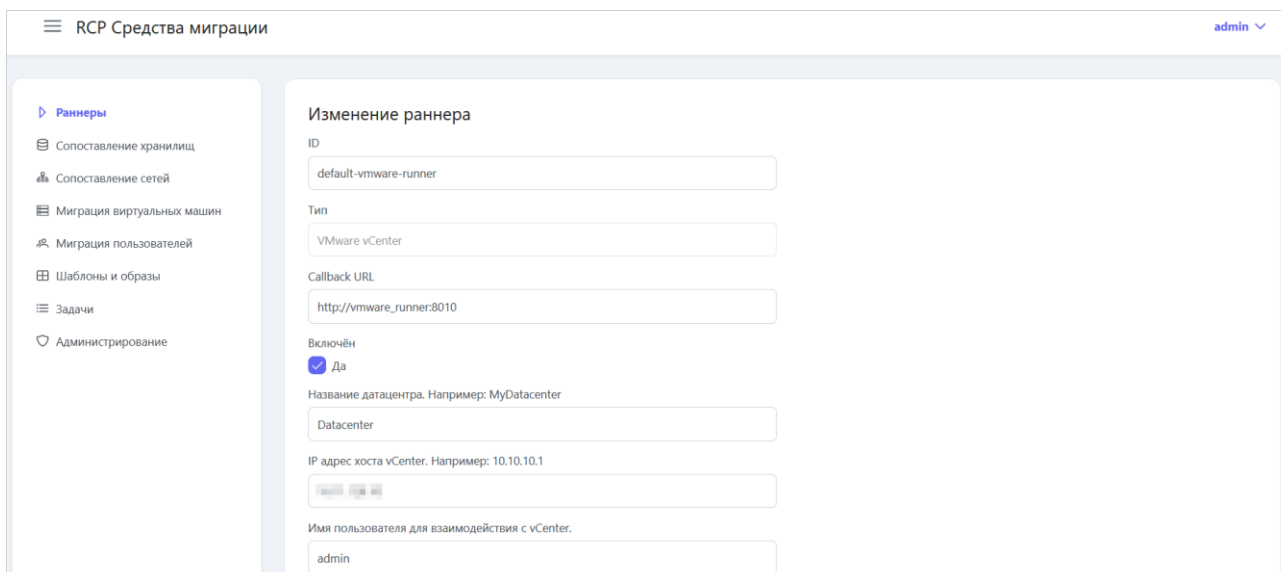 RCP Средства миграции
admin
Раннеры
Сопоставление хранилищ
Сопоставление сетей
Миграция виртуальных машин
Миграция пользователей
Шаблоны и образы
Задачи
Администрирование
Изменение раннера
ID
default-vmware-runner
Тип
VMware vCenter
Callback URL
http://vmware_runner:8010
Включён
Да
Название датацентра. Например: MyDatacenter
Datacenter
IP адрес хоста vCenter. Например: 10.10.10.1
Имя пользователя для взаимодействия с vCenter.
admin